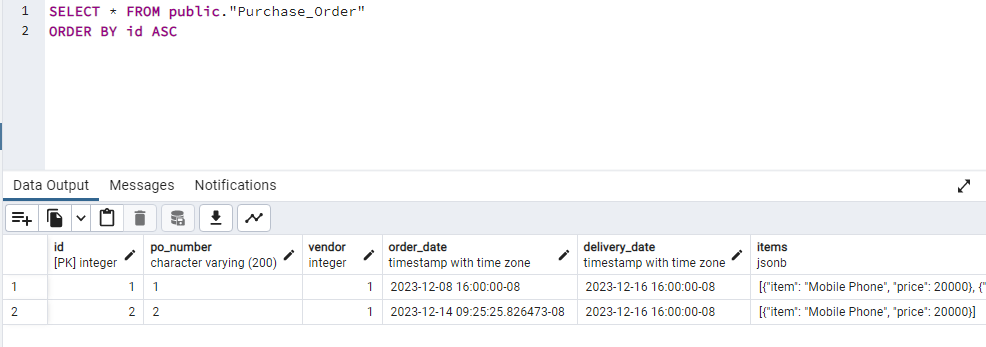 1 SELECT * FROM public."Purchase_Order"
2 ORDER BY id ASC
Data Output Messages Notifications
id po_number vendor order_date delivery_date items
[PK] integer character varying (200) integer timestamp with time zone timestamp with time zone jsonb
1 1 1 1 2023-12-08 16:00:00-08 2023-12-16 16:00:00-08 [{"item": "Mobile Phone", "price": 20000}, {"
2 2 2 1 2023-12-14 09:25:25.826473-08 2023-12-16 16:00:00-08 [{"item": "Mobile Phone", "price": 20000}]